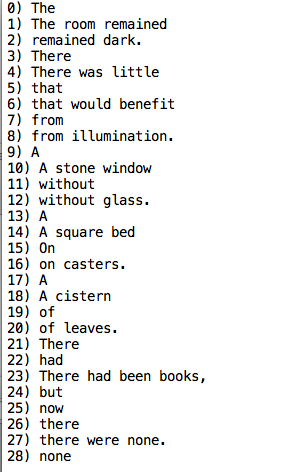 0) The
1) The room remained
2) remained dark.
3) There
4) There was little
5) that
6) that would benefit
7) from
8) from illumination.
9) A
10) A stone window
11) without
12) without glass.
13) A
14) A square bed
15) On
16) on casters.
17) A
18) A cistern
19) of
20) of leaves.
21) There
22) had
23) There had been books,
24) but
25) now
26) there
27) there were none.
28) none